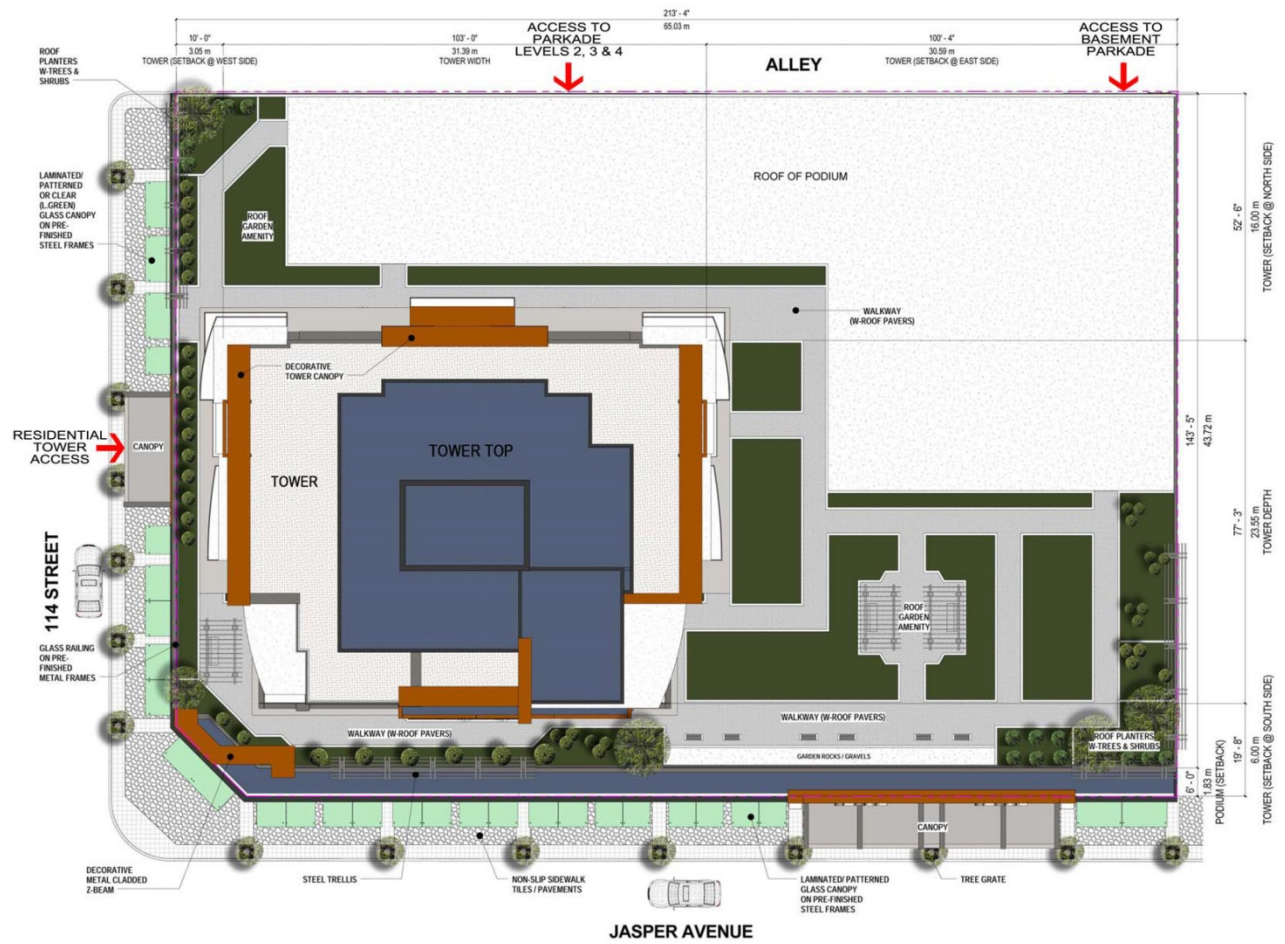 213' - 4"
65.03 m
10' - 0"
3.05 m
TOWER (SETBACK @ WEST SIDE)
103' - 0"
31.39 m
TOWER WIDTH
ACCESS TO
PARKADE
LEVELS 2, 3 & 4
ALLEY
100' - 4"
30.59 m
TOWER (SETBACK @ EAST SIDE)
ACCESS TO
BASEMENT
PARKADE
ROOF
PLANTERS
W-TREES &
SHRUBS
LAMINATED/
PATTERNED
OR CLEAR
(L.GREEN)
GLASS CANOPY
ON PRE-
FINISHED
STEEL FRAMES
ROOF
GARDEN
AMENITY
ROOF OF PODIUM
WALKWAY
(W-ROOF PAVERS)
DECORATIVE
TOWER CANOPY
52' - 6"
16.00 m
TOWER (SETBACK @ NORTH SIDE)
143' - 5"
43.72 m
77' - 3"
23.55 m
TOWER DEPTH
RESIDENTIAL
TOWER
ACCESS
CANOPY
TOWER
TOWER TOP
114 STREET
ROOF
GARDEN
AMENITY
GLASS RAILING
ON PRE-
FINISHED
METAL FRAMES
WALKWAY (W-ROOF PAVERS)
WALKWAY (W-ROOF PAVERS)
GARDEN ROCKS / GRAVELS
ROOF PLANTERS
W-TREES & SHRUBS
6' - 0"
1.83 m
PODIUM (SETBACK)
19' - 8"
6.00 m
TOWER (SETBACK @ SOUTH SIDE)
CANOPY
DECORATIVE
METAL CLADDED
Z-BEAM
STEEL TRELLIS
NON-SLIP SIDEWALK
TILES / PAVEMENTS
LAMINATED/ PATTERNED
GLASS CANOPY
ON PRE-FINISHED
STEEL FRAMES
TREE GRATE
JASPER AVENUE